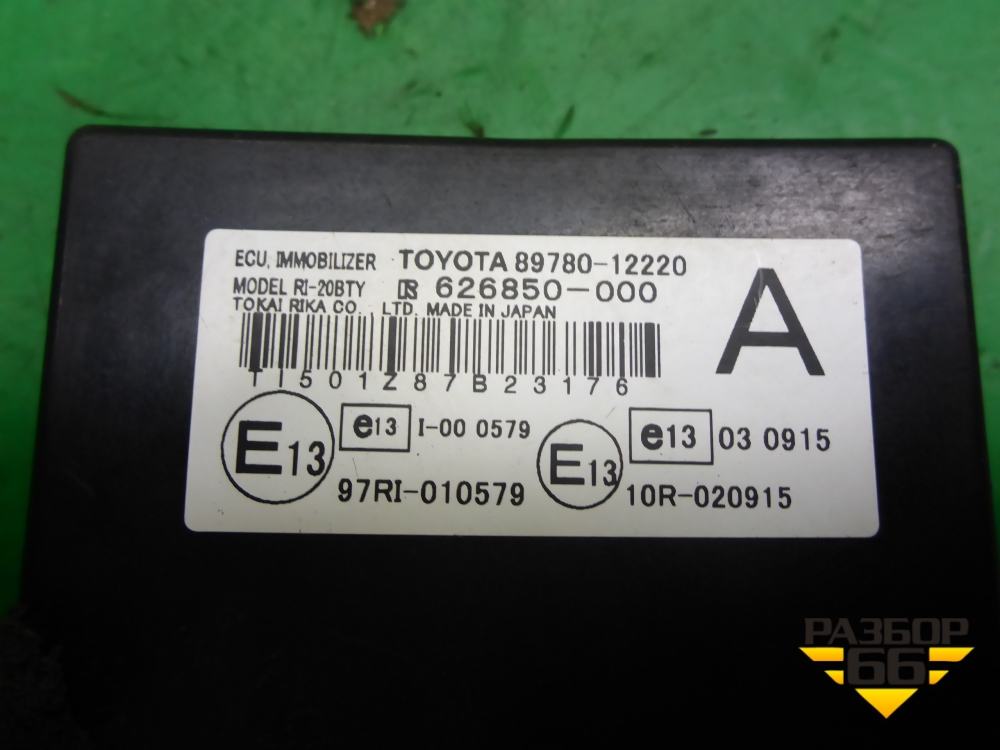 ECU, IMMOBILIZER TOYOTA 89780-12220
MODEL RI-20BTY 626850-000
TOKAI RIKA CO., LTD. MADE IN JAPAN
A
TI501Z87B23176
E13 e13 I-00 0579
97RI-010579
E13 e13 03 0915
10R-020915
РАЗБОР
66